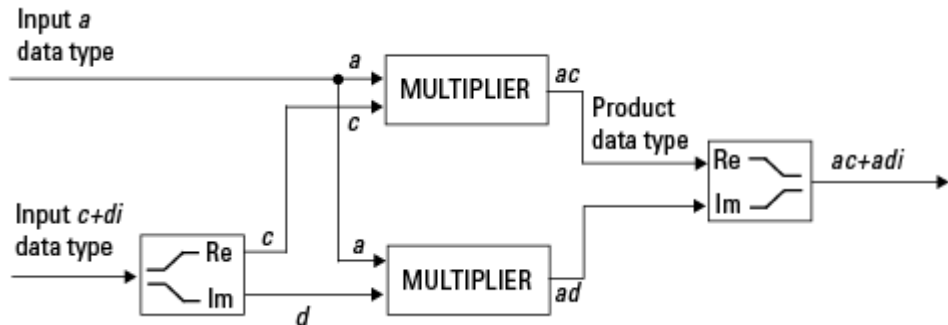 Input a
data type
a
c
MULTIPLIER
ac
Product
data type
Re
Im
ac+adi
Input c+di
data type
Re
Im
c
d
a
MULTIPLIER
ad